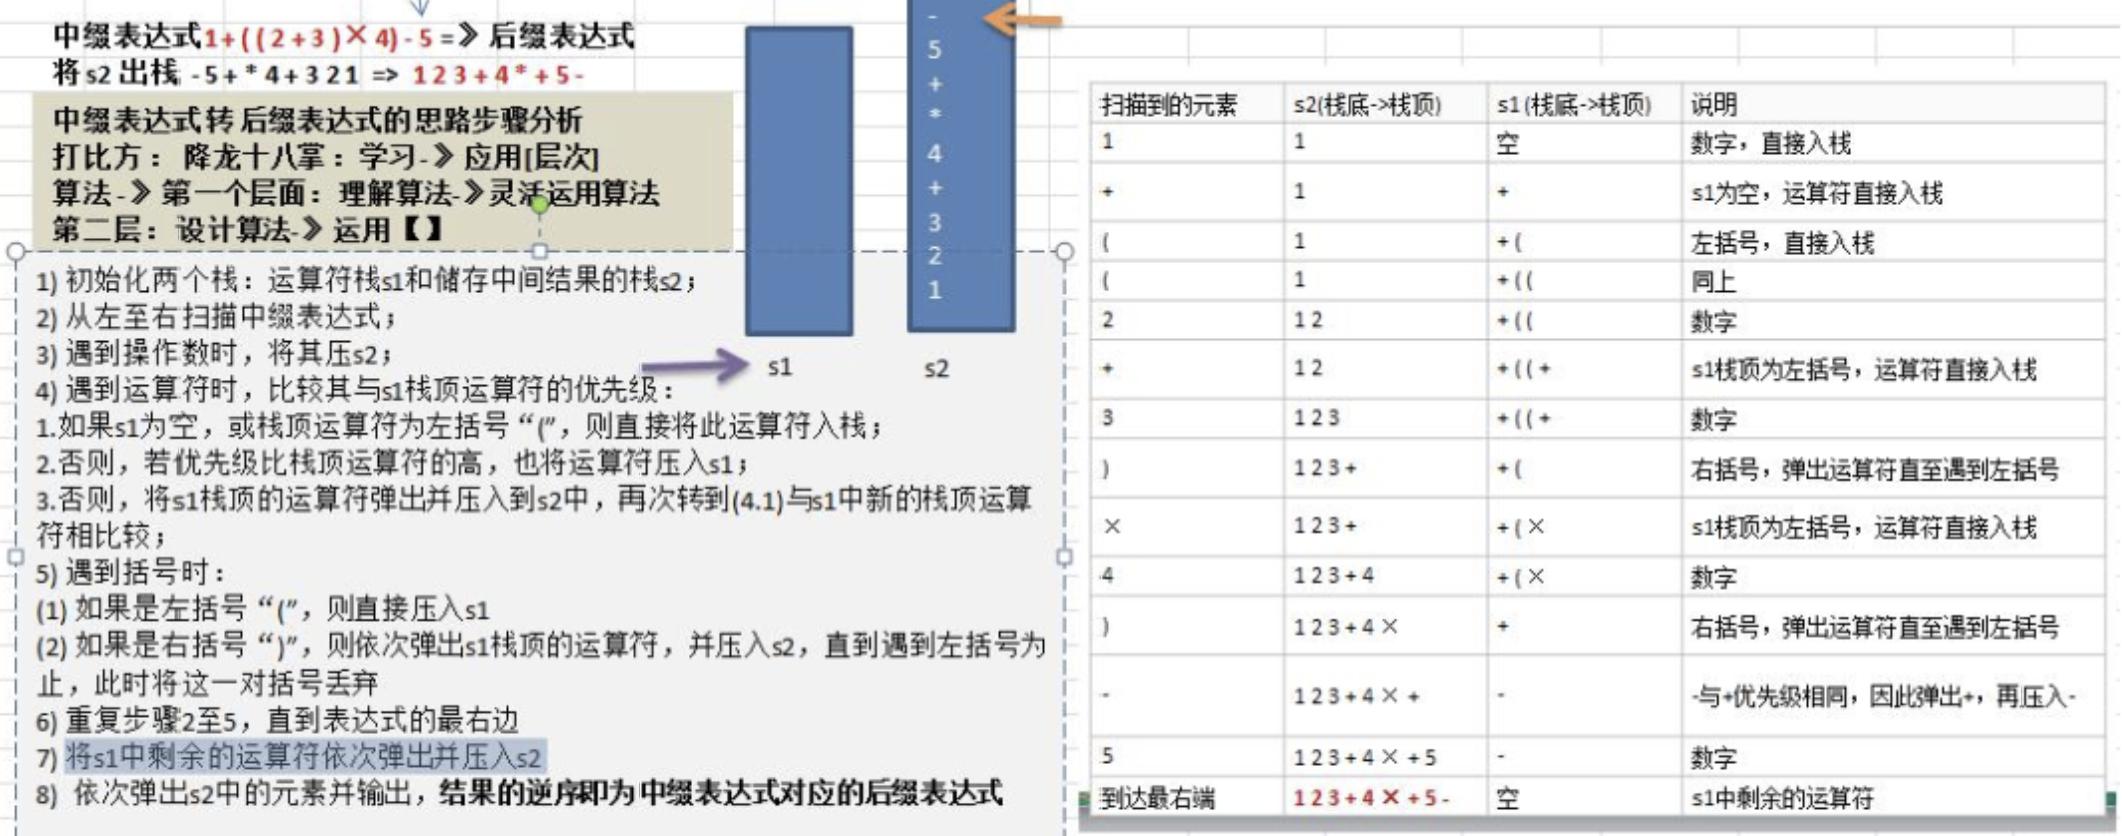 中缀表达式1+((2+3)×4)-5=》后缀表达式
将s2出栈 -5+*4+321 => 123+4*+5-
中缀表达式 转 后缀表达式的思路步骤分析
打比方：降龙十八掌：学习-》应用[层次]
算法-》第一个层面：理解算法-》灵活运用算法
第二层：设计算法-》运用【】
1) 初始化两个栈：运算符栈s1和储存中间结果的栈s2；
2) 从左至右扫描中缀表达式；
3) 遇到操作数时，将其压s2；
4) 遇到运算符时，比较其与s1栈顶运算符的优先级：
1.如果s1为空，或栈顶运算符为左括号“(”，则直接将此运算符入栈；
2.否则，若优先级比栈顶运算符的高，也将运算符压入s1；
3.否则，将s1栈顶的运算符弹出并压入到s2中，再次转到(4.1)与s1中新的栈顶运算
符相比较；
5) 遇到括号时：
(1) 如果是左括号“(”，则直接压入s1
(2) 如果是右括号“)”，则依次弹出s1栈顶的运算符，并压入s2，直到遇到左括号为
止，此时将这一对括号丢弃
6) 重复步骤2至5，直到表达式的最右边
7) 将s1中剩余的运算符依次弹出并压入s2
8) 依次弹出s2中的元素并输出，结果的逆序即为中缀表达式对应的后缀表达式
-
5
+
*
4
+
3
2
1
s1
s2
扫描到的元素 s2(栈底->栈顶) s1(栈底->栈顶) 说明
1 1 空 数字，直接入栈
+ 1 + s1为空，运算符直接入栈
( 1 +( 左括号，直接入栈
( 1 +(( 同上
2 12 +(( 数字
+ 12 +((+ s1栈顶为左括号，运算符直接入栈
3 123 +((+ 数字
) 123+ +( 右括号，弹出运算符直至遇到左括号
× 123+ +(× s1栈顶为左括号，运算符直接入栈
4 123+4 +(× 数字
) 123+4× + 右括号，弹出运算符直至遇到左括号
- 123+4×+ - -与+优先级相同，因此弹出+，再压入-
5 123+4×+5 - 数字
到达最右端 123+4×+5- 空 s1中剩余的运算符